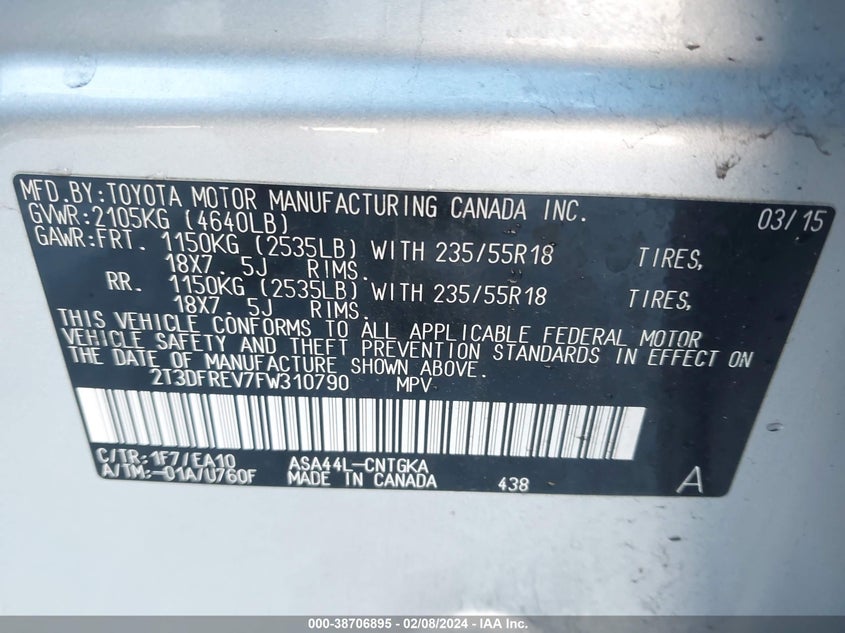 MFD.BY:TOYOTA MOTOR MANUFACTURING CANADA INC. 03/15
GVWR:2105KG (4640LB)
GAWR:FRT. 1150KG (2535LB) WITH 235/55R18 TIRES,
18X7. 5J RIMS.
RR. 1150KG (2535LB) WITH 235/55R18 TIRES,
18X7. 5J RIMS.
THIS VEHICLE CONFORMS TO ALL APPLICABLE FEDERAL MOTOR
VEHICLE SAFETY AND THEFT PREVENTION STANDARDS IN EFFECT ON
THE DATE OF MANUFACTURE SHOWN ABOVE.
2T3DFREV7FW310790 MPV
C/TR:1F7/EA10 ASA44L-CNTGKA
A/TM:-01A/U760F MADE IN CANADA 438 A
000-38706895 - 02/08/2024 - IAA Inc.